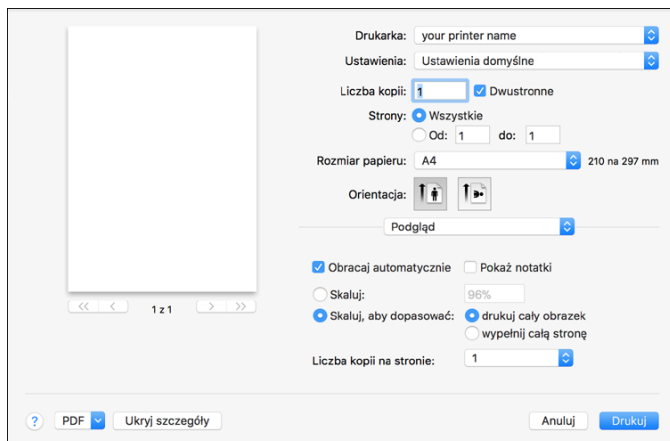 Drukarka: your printer name
Ustawienia: Ustawienia domyślne
Liczba kopii: 1 Dwustronne
Strony: Wszystkie
Od: 1 do: 1
Rozmiar papieru: A4 210 na 297 mm
Orientacja:
Podgląd
Obracaj automatycznie Pokaż notatki
Skaluj: 96%
Skaluj, aby dopasować: drukuj cały obrazek
wypełnij całą stronę
Liczba kopii na stronie: 1
<< < 1 z 1 > >>
? PDF Ukryj szczegóły Anuluj Drukuj